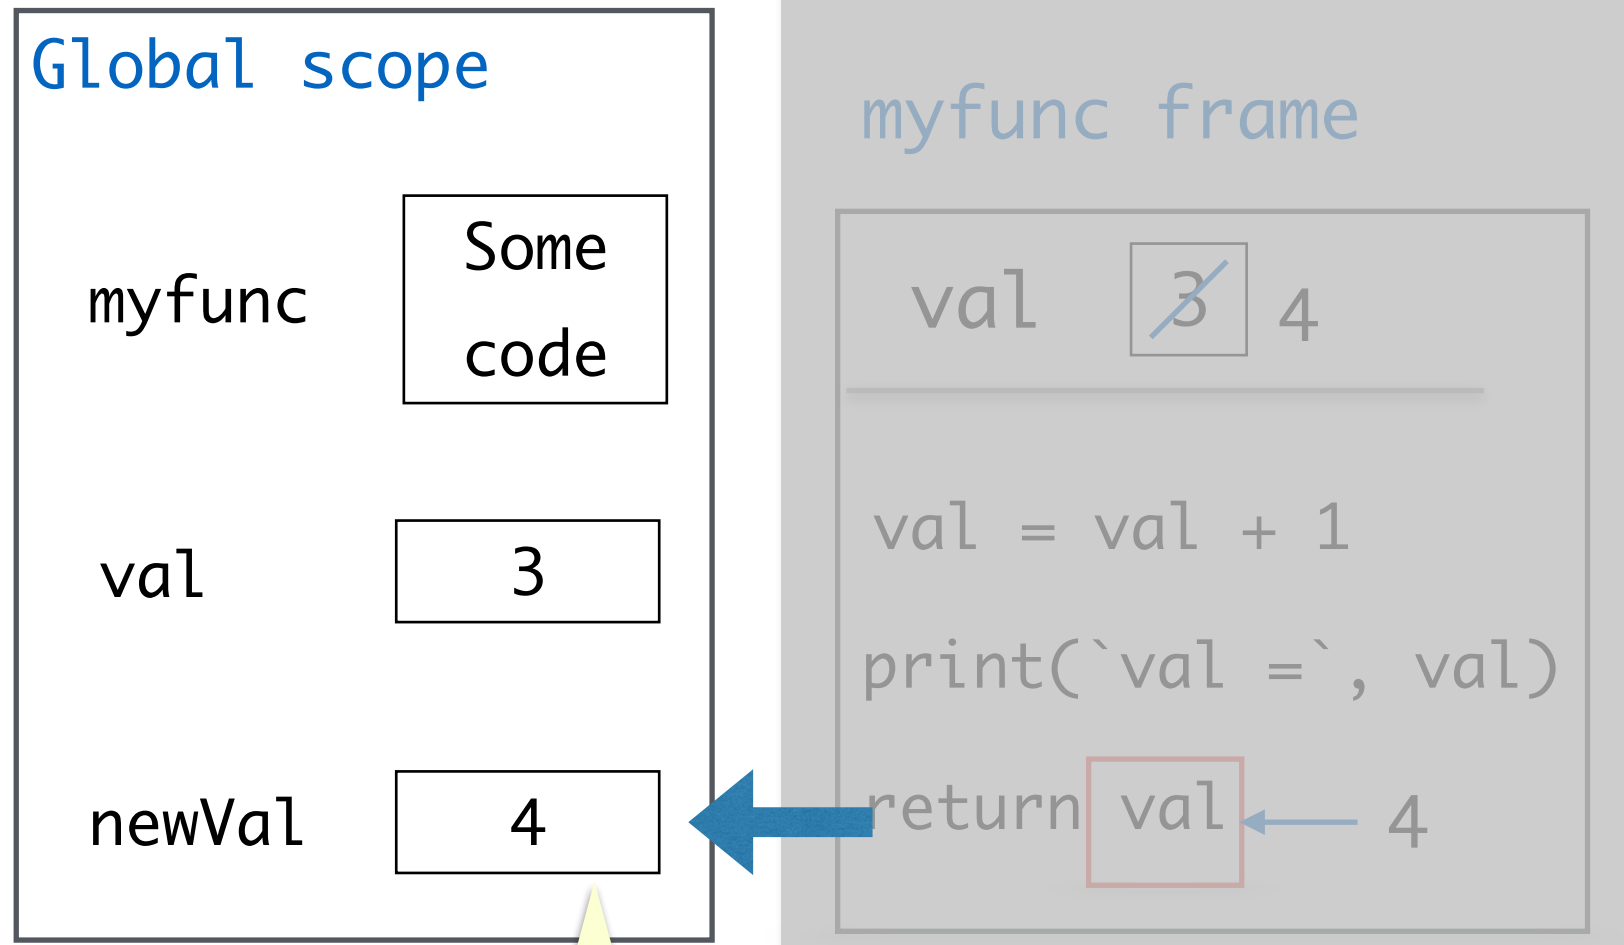 Global scope
myfunc
Some
code
val
3
newVal
4
myfunc frame
val 3 4
val = val + 1
print(`val =`, val)
return val 4